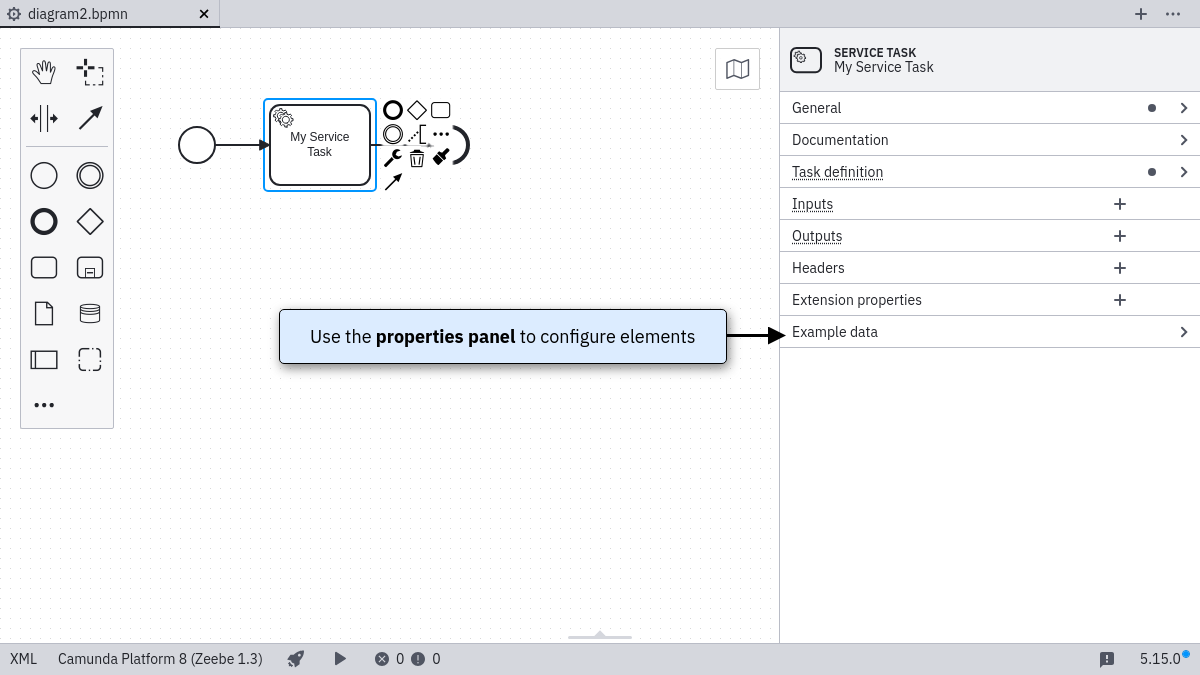 diagram2.bpmn
SERVICE TASK
My Service Task
General
Documentation
Task definition
Inputs
Outputs
Headers
Extension properties
Example data
My Service
Task
Use the properties panel to configure elements
XML
Camunda Platform 8 (Zeebe 1.3)
0
0
5.15.0